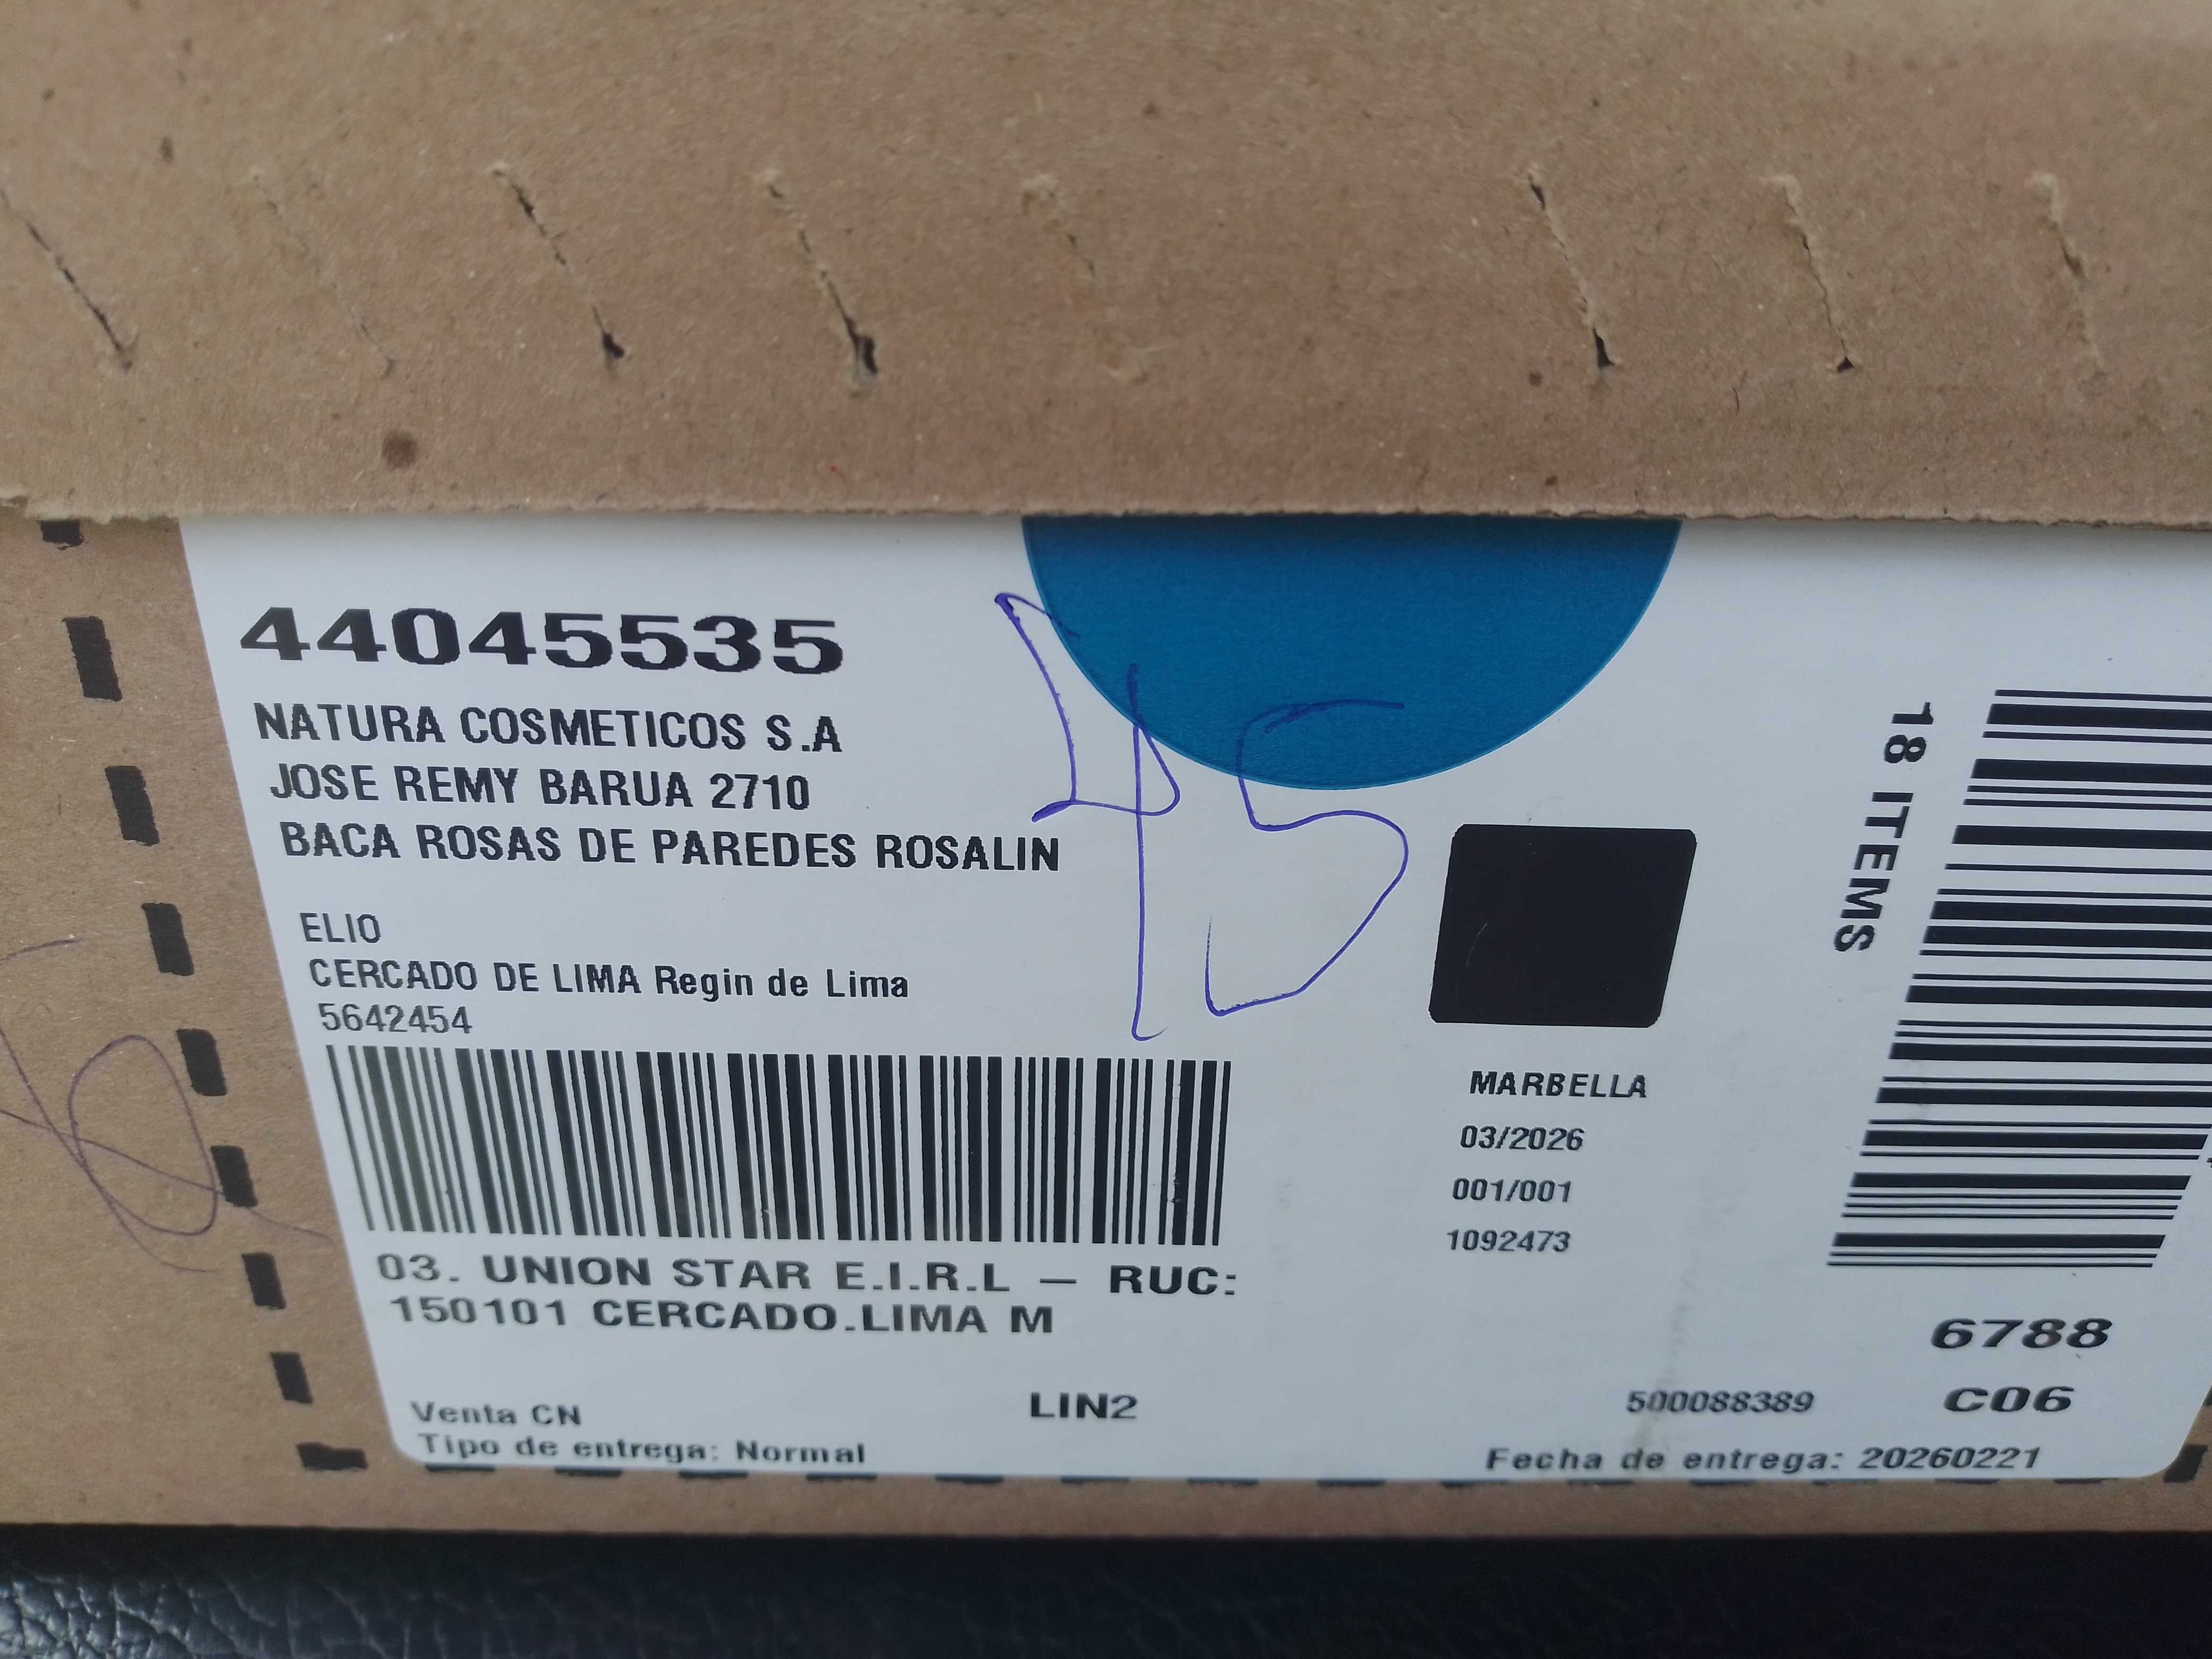 44045535
NATURA COSMETICOS S.A
JOSE REMY BARUA 2710
BACA ROSAS DE PAREDES ROSALIN
ELIO
CERCADO DE LIMA Regin de Lima
5642454
03. UNION STAR E.I.R.L - RUC:
150101 CERCADO.LIMA M
Venta CN
Tipo de entrega: Normal
LIN2
45
MARBELLA
03/2026
001/001
1092473
18 ITEMS
6788
500088389 C06
Fecha de entrega: 20260221